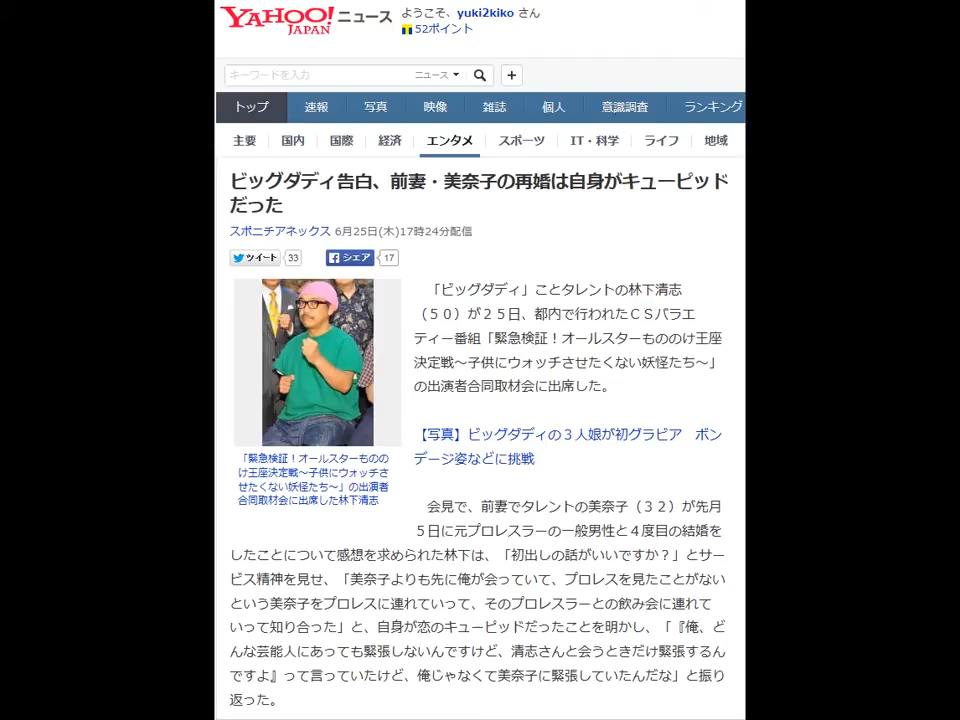 YAHOO! JAPAN ニュース
ようこそ、yuki2kiko さん
52ポイント
キーワードを入力
ニュース
トップ 速報 写真 映像 雑誌 個人 意識調査 ランキング
主要 国内 国際 経済 エンタメ スポーツ IT・科学 ライフ 地域
ビッグダディ告白、前妻・美奈子の再婚は自身がキューピッド
だった
スポニチアネックス 6月25日(木)17時24分配信
ツイート 33 シェア 17
「緊急検証！オールスターものの
け王座決定戦～子供にウォッチさ
せたくない妖怪たち～」の出演者
合同取材会に出席した林下清志
「ビッグダディ」ことタレントの林下清志
（５０）が２５日、都内で行われたＣＳバラエ
ティー番組「緊急検証！オールスターもののけ王座
決定戦～子供にウォッチさせたくない妖怪たち～」
の出演者合同取材会に出席した。
【写真】ビッグダディの３人娘が初グラビア　ボン
デージ姿などに挑戦
会見で、前妻でタレントの美奈子（３２）が先月
５日に元プロレスラーの一般男性と４度目の結婚を
したことについて感想を求められた林下は、「初出しの話がいいですか？」とサー
ビス精神を見せ、「美奈子よりも先に俺が会っていて、プロレスを見たことがない
という美奈子をプロレスに連れていって、そのプロレスラーとの飲み会に連れて
いって知り合った」と、自身が恋のキューピッドだったことを明かし、「『俺、ど
んな芸能人にあっても緊張しないんですけど、清志さんと会うときだけ緊張するん
ですよ』って言っていたけど、俺じゃなくて美奈子に緊張していたんだな」と振り
返った。